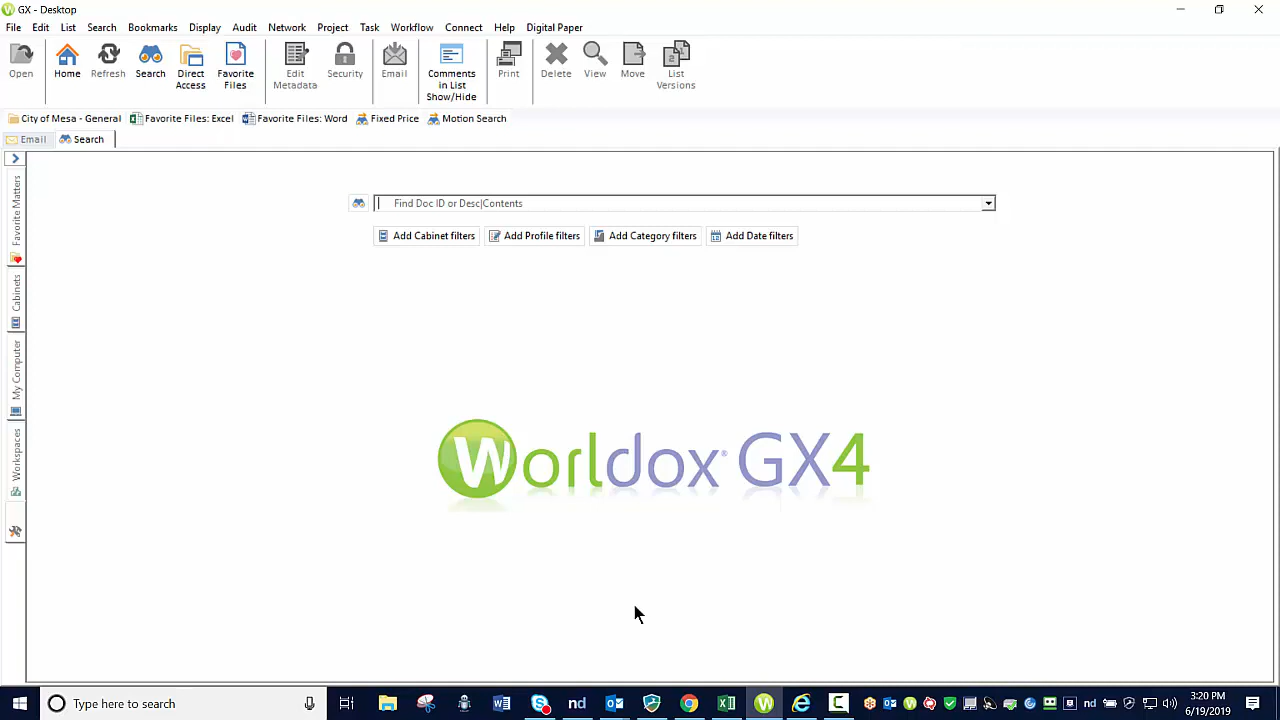 GX - Desktop
File Edit List Search Bookmarks Display Audit Network Project Task Workflow Connect Help Digital Paper
Open Home Refresh Search Direct Access Favorite Files Edit Metadata Security Email Comments in List Show/Hide Print Delete View Move List Versions
City of Mesa - General Favorite Files: Excel Favorite Files: Word Fixed Price Motion Search
Email Search
Favorite Matters
Cabinets
My Computer
Workspaces
Find Doc ID or Desc|Contents
Add Cabinet filters Add Profile filters Add Category filters Add Date filters
Worldox® GX4
Type here to search
nd
nd
3:20 PM
6/19/2019